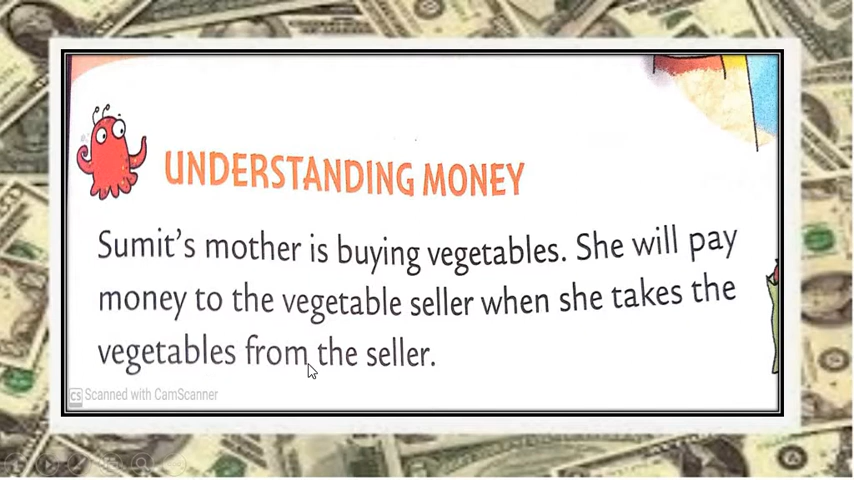 UNDERSTANDING MONEY
Sumit's mother is buying vegetables. She will pay
money to the vegetable seller when she takes the
vegetables from the seller.
CS Scanned with CamScanner